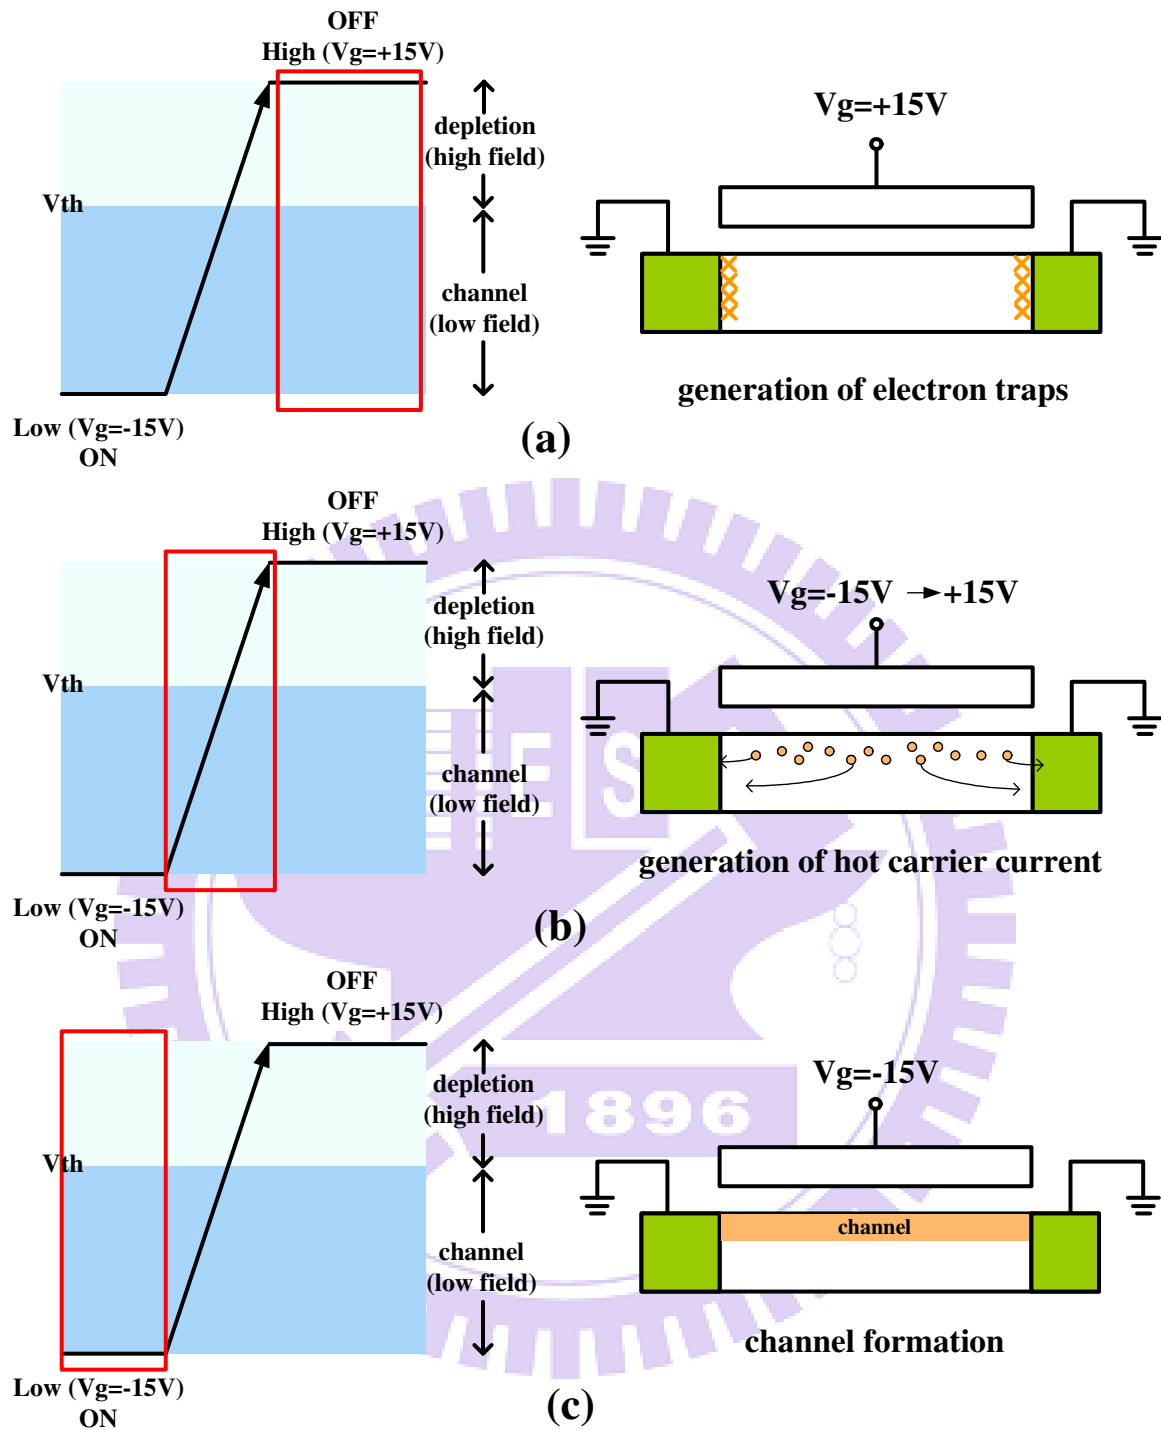 OFF
High (Vg=+15V)
depletion
(high field)
Vth
channel
(low field)
Low (Vg=-15V)
ON
Vg=+15V
generation of electron traps
(a)
OFF
High (Vg=+15V)
depletion
(high field)
Vth
channel
(low field)
Low (Vg=-15V)
ON
Vg=-15V → +15V
generation of hot carrier current
(b)
ES
OFF
High (Vg=+15V)
depletion
(high field)
Vth
channel
(low field)
Low (Vg=-15V)
ON
Vg=-15V
channel
channel formation
(c)
1896